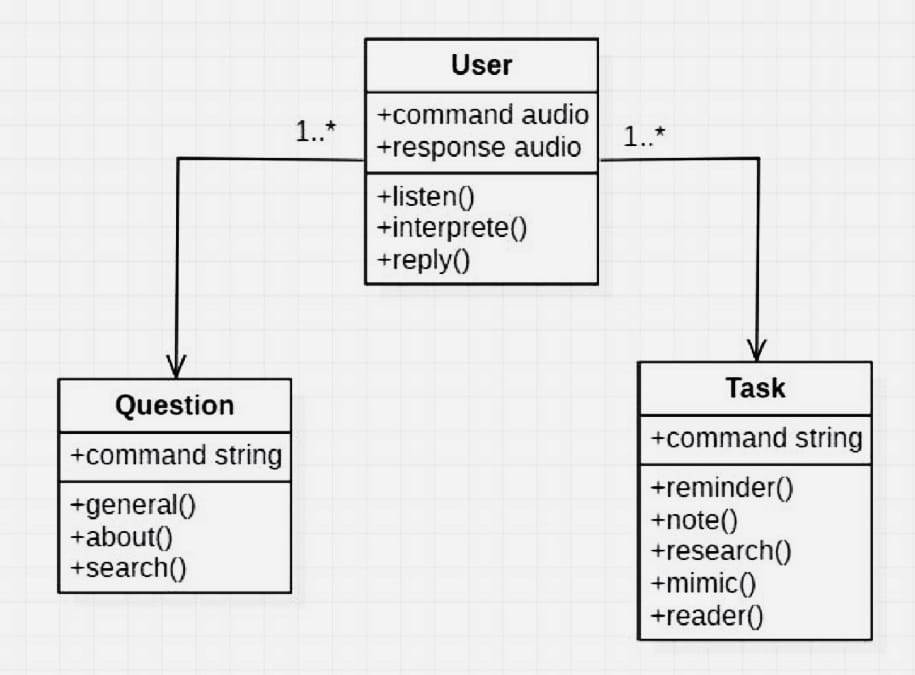 User
+command audio
+response audio
+listen()
+interprete()
+reply()
1..*
1..*
Question
+command string
+general()
+about()
+search()
Task
+command string
+reminder()
+note()
+research()
+mimic()
+reader()